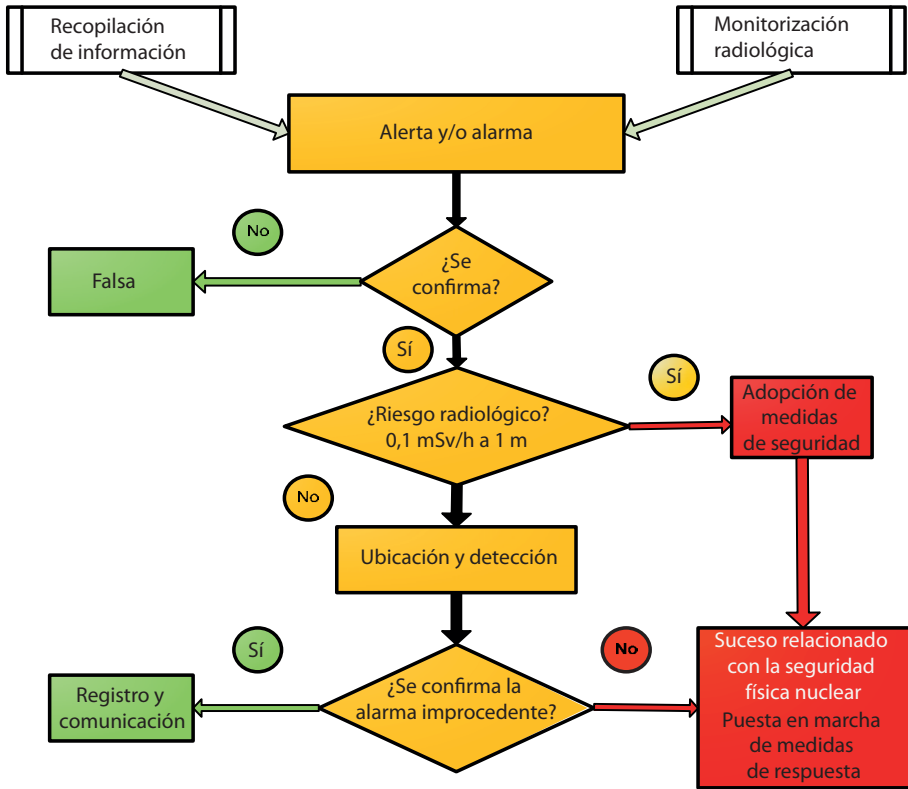 Recopilación
de información
Monitorización
radiológica
Alerta y/o alarma
No
¿Se
confirma?
Falsa
Sí
Sí
¿Riesgo radiológico?
0,1 mSv/h a 1 m
Adopción de
medidas
de seguridad
No
Ubicación y detección
Sí
No
¿Se confirma la
alarma improcedente?
Registro y
comunicación
Suceso relacionado
con la seguridad
física nuclear
Puesta en marcha
de medidas
de respuesta